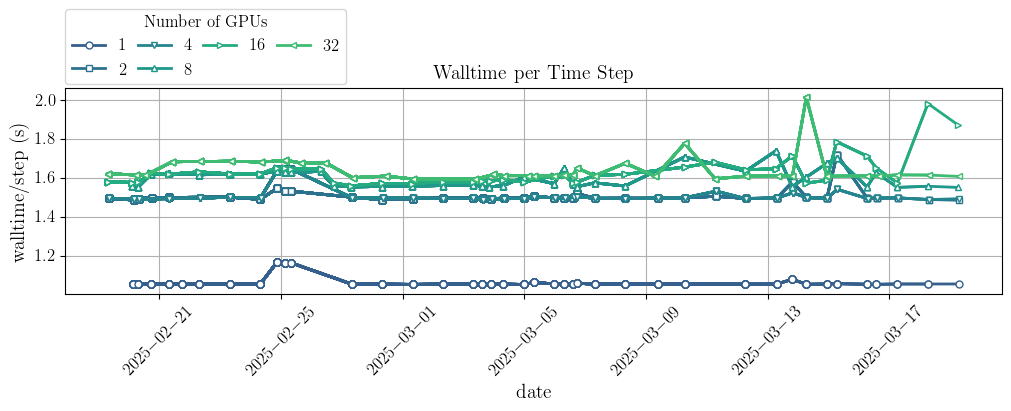 Number of GPUs
1 4 16 32
2 8
Walltime per Time Step
walltime/step (s)
2.0
1.8
1.6
1.4
1.2
2025−02−21 2025−02−25 2025−03−01 2025−03−05 2025−03−09 2025−03−13 2025−03−17
date